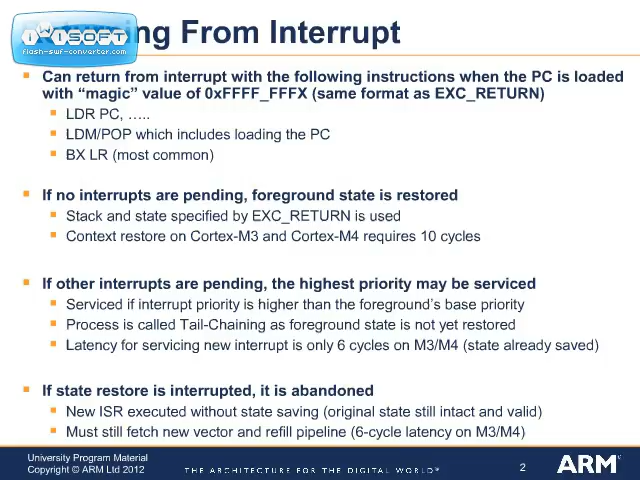 iWiSOFT
flash-swf-converter.com
ng From Interrupt
Can return from interrupt with the following instructions when the PC is loaded
with “magic” value of 0xFFFF_FFFX (same format as EXC_RETURN)
LDR PC, …..
LDM/POP which includes loading the PC
BX LR (most common)
If no interrupts are pending, foreground state is restored
Stack and state specified by EXC_RETURN is used
Context restore on Cortex-M3 and Cortex-M4 requires 10 cycles
If other interrupts are pending, the highest priority may be serviced
Serviced if interrupt priority is higher than the foreground’s base priority
Process is called Tail-Chaining as foreground state is not yet restored
Latency for servicing new interrupt is only 6 cycles on M3/M4 (state already saved)
If state restore is interrupted, it is abandoned
New ISR executed without state saving (original state still intact and valid)
Must still fetch new vector and refill pipeline (6-cycle latency on M3/M4)
University Program Material
Copyright © ARM Ltd 2012
THE ARCHITECTURE FOR THE DIGITAL WORLD®
2
ARM®